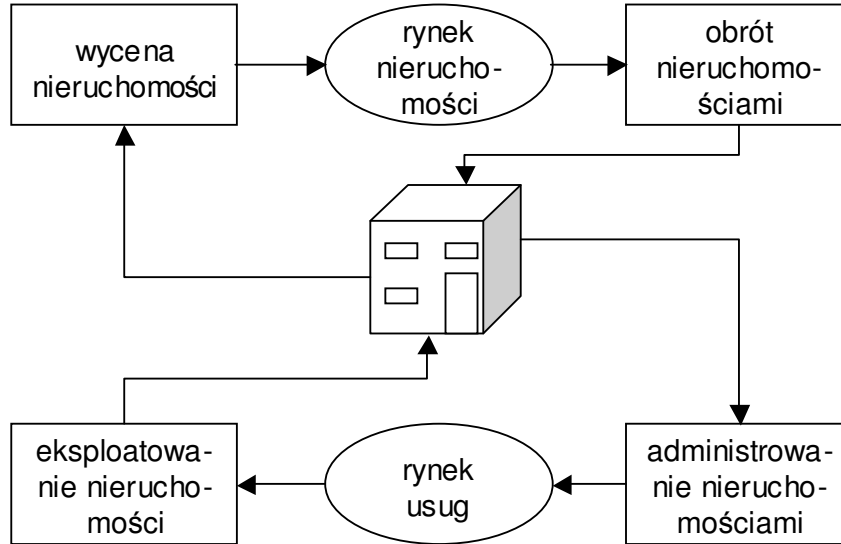 wycena
nieruchomości
rynek
nierucho-
mości
obrót
nieruchomo-
ściami
eksploatowa-
nie nierucho-
mości
rynek
usug
administrowa-
nie nierucho-
mościami